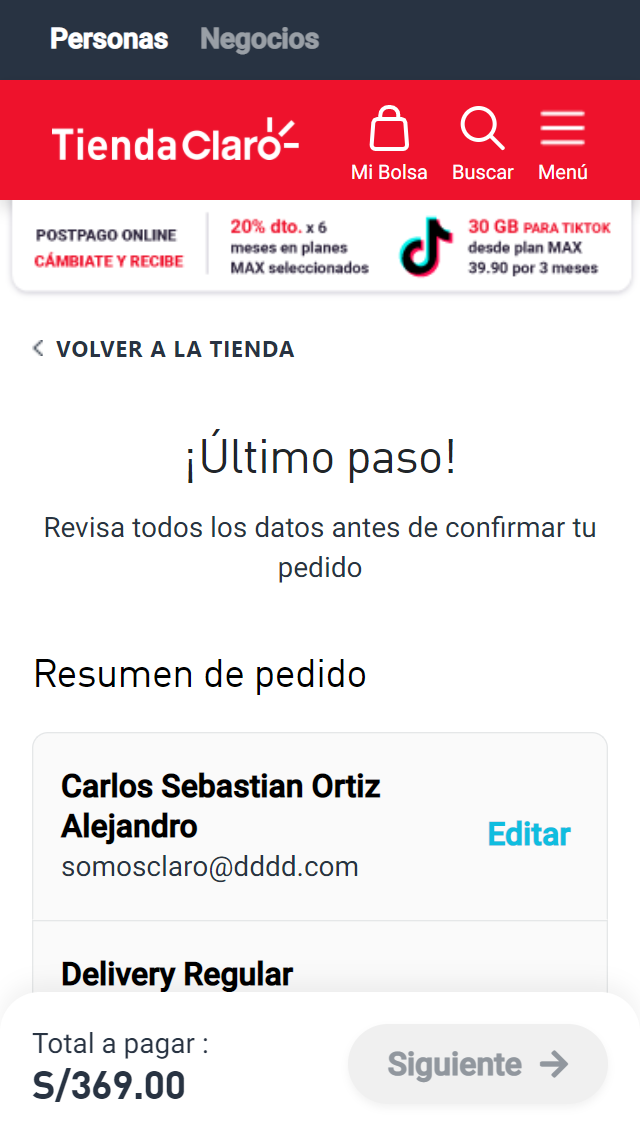 Personas Negocios
TiendaClaro
Mi Bolsa Buscar Menú
POSTPAGO ONLINE
CÁMBIATE Y RECIBE
20% dto. x 6
meses en planes
MAX seleccionados
30 GB PARA TIKTOK
desde plan MAX
39.90 por 3 meses
VOLVER A LA TIENDA
¡Último paso!
Revisa todos los datos antes de confirmar tu
pedido
Resumen de pedido
Carlos Sebastian Ortiz
Alejandro
somosclaro@dddd.com
Editar
Delivery Regular
Total a pagar :
S/369.00
Siguiente